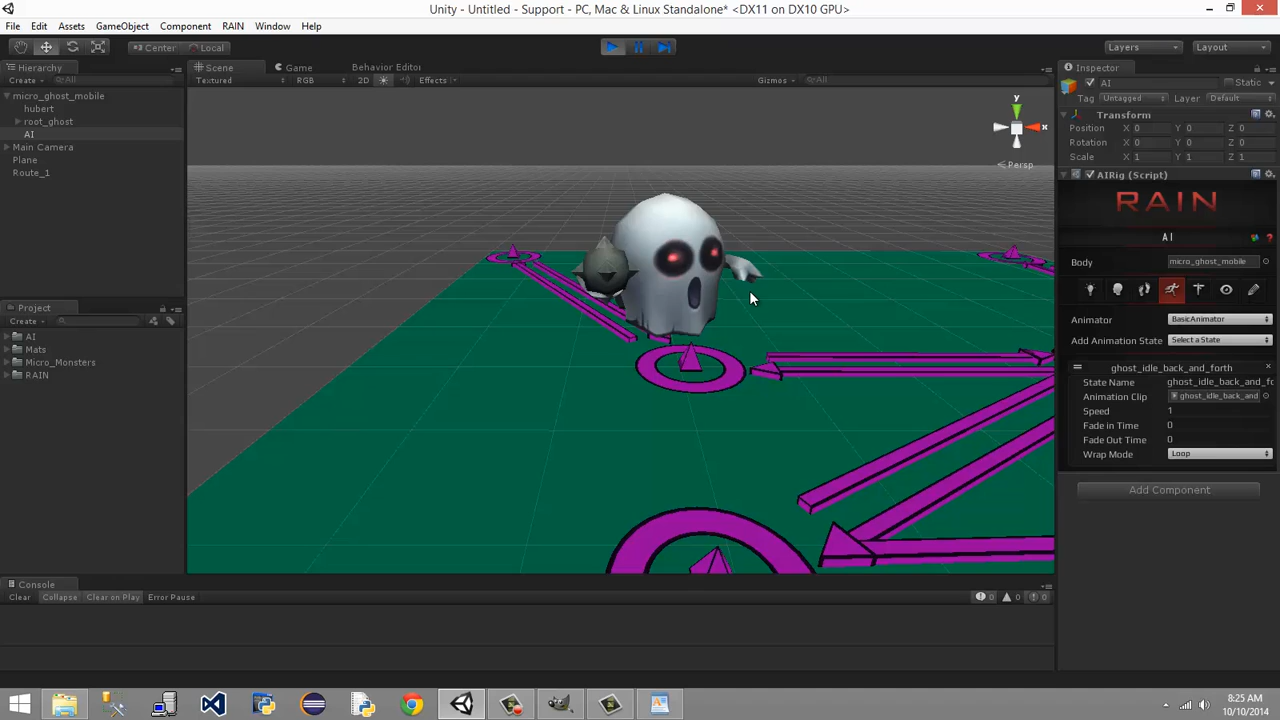 Unity - Untitled - Support - PC, Mac & Linux Standalone* <DX11 on DX10 GPU>
File Edit Assets GameObject Component RAIN Window Help
Center Local Layers Layout
Hierarchy
Create All
micro_ghost_mobile
hubert
root_ghost
AI
Main Camera
Plane
Route_1
Scene Game Behavior Editor
Textured RGB 2D Effects Gizmos All
y
x
Persp
Project
Create
AI
Mats
Micro_Monsters
RAIN
Console
Clear Collapse Clear on Play Error Pause 0 0 0
Inspector
AI Static
Tag Untagged Layer Default
Transform
Position X 0 Y 0 Z 0
Rotation X 0 Y 0 Z 0
Scale X 1 Y 1 Z 1
AIRig (Script)
RAIN
AI
Body micro_ghost_mobile
Animator BasicAnimator
Add Animation State Select a State
ghost_idle_back_and_forth
State Name ghost_idle_back_and_fo
Animation Clip ghost_idle_back_and
Speed 1
Fade in Time 0
Fade Out Time 0
Wrap Mode Loop
Add Component
8:25 AM
10/10/2014